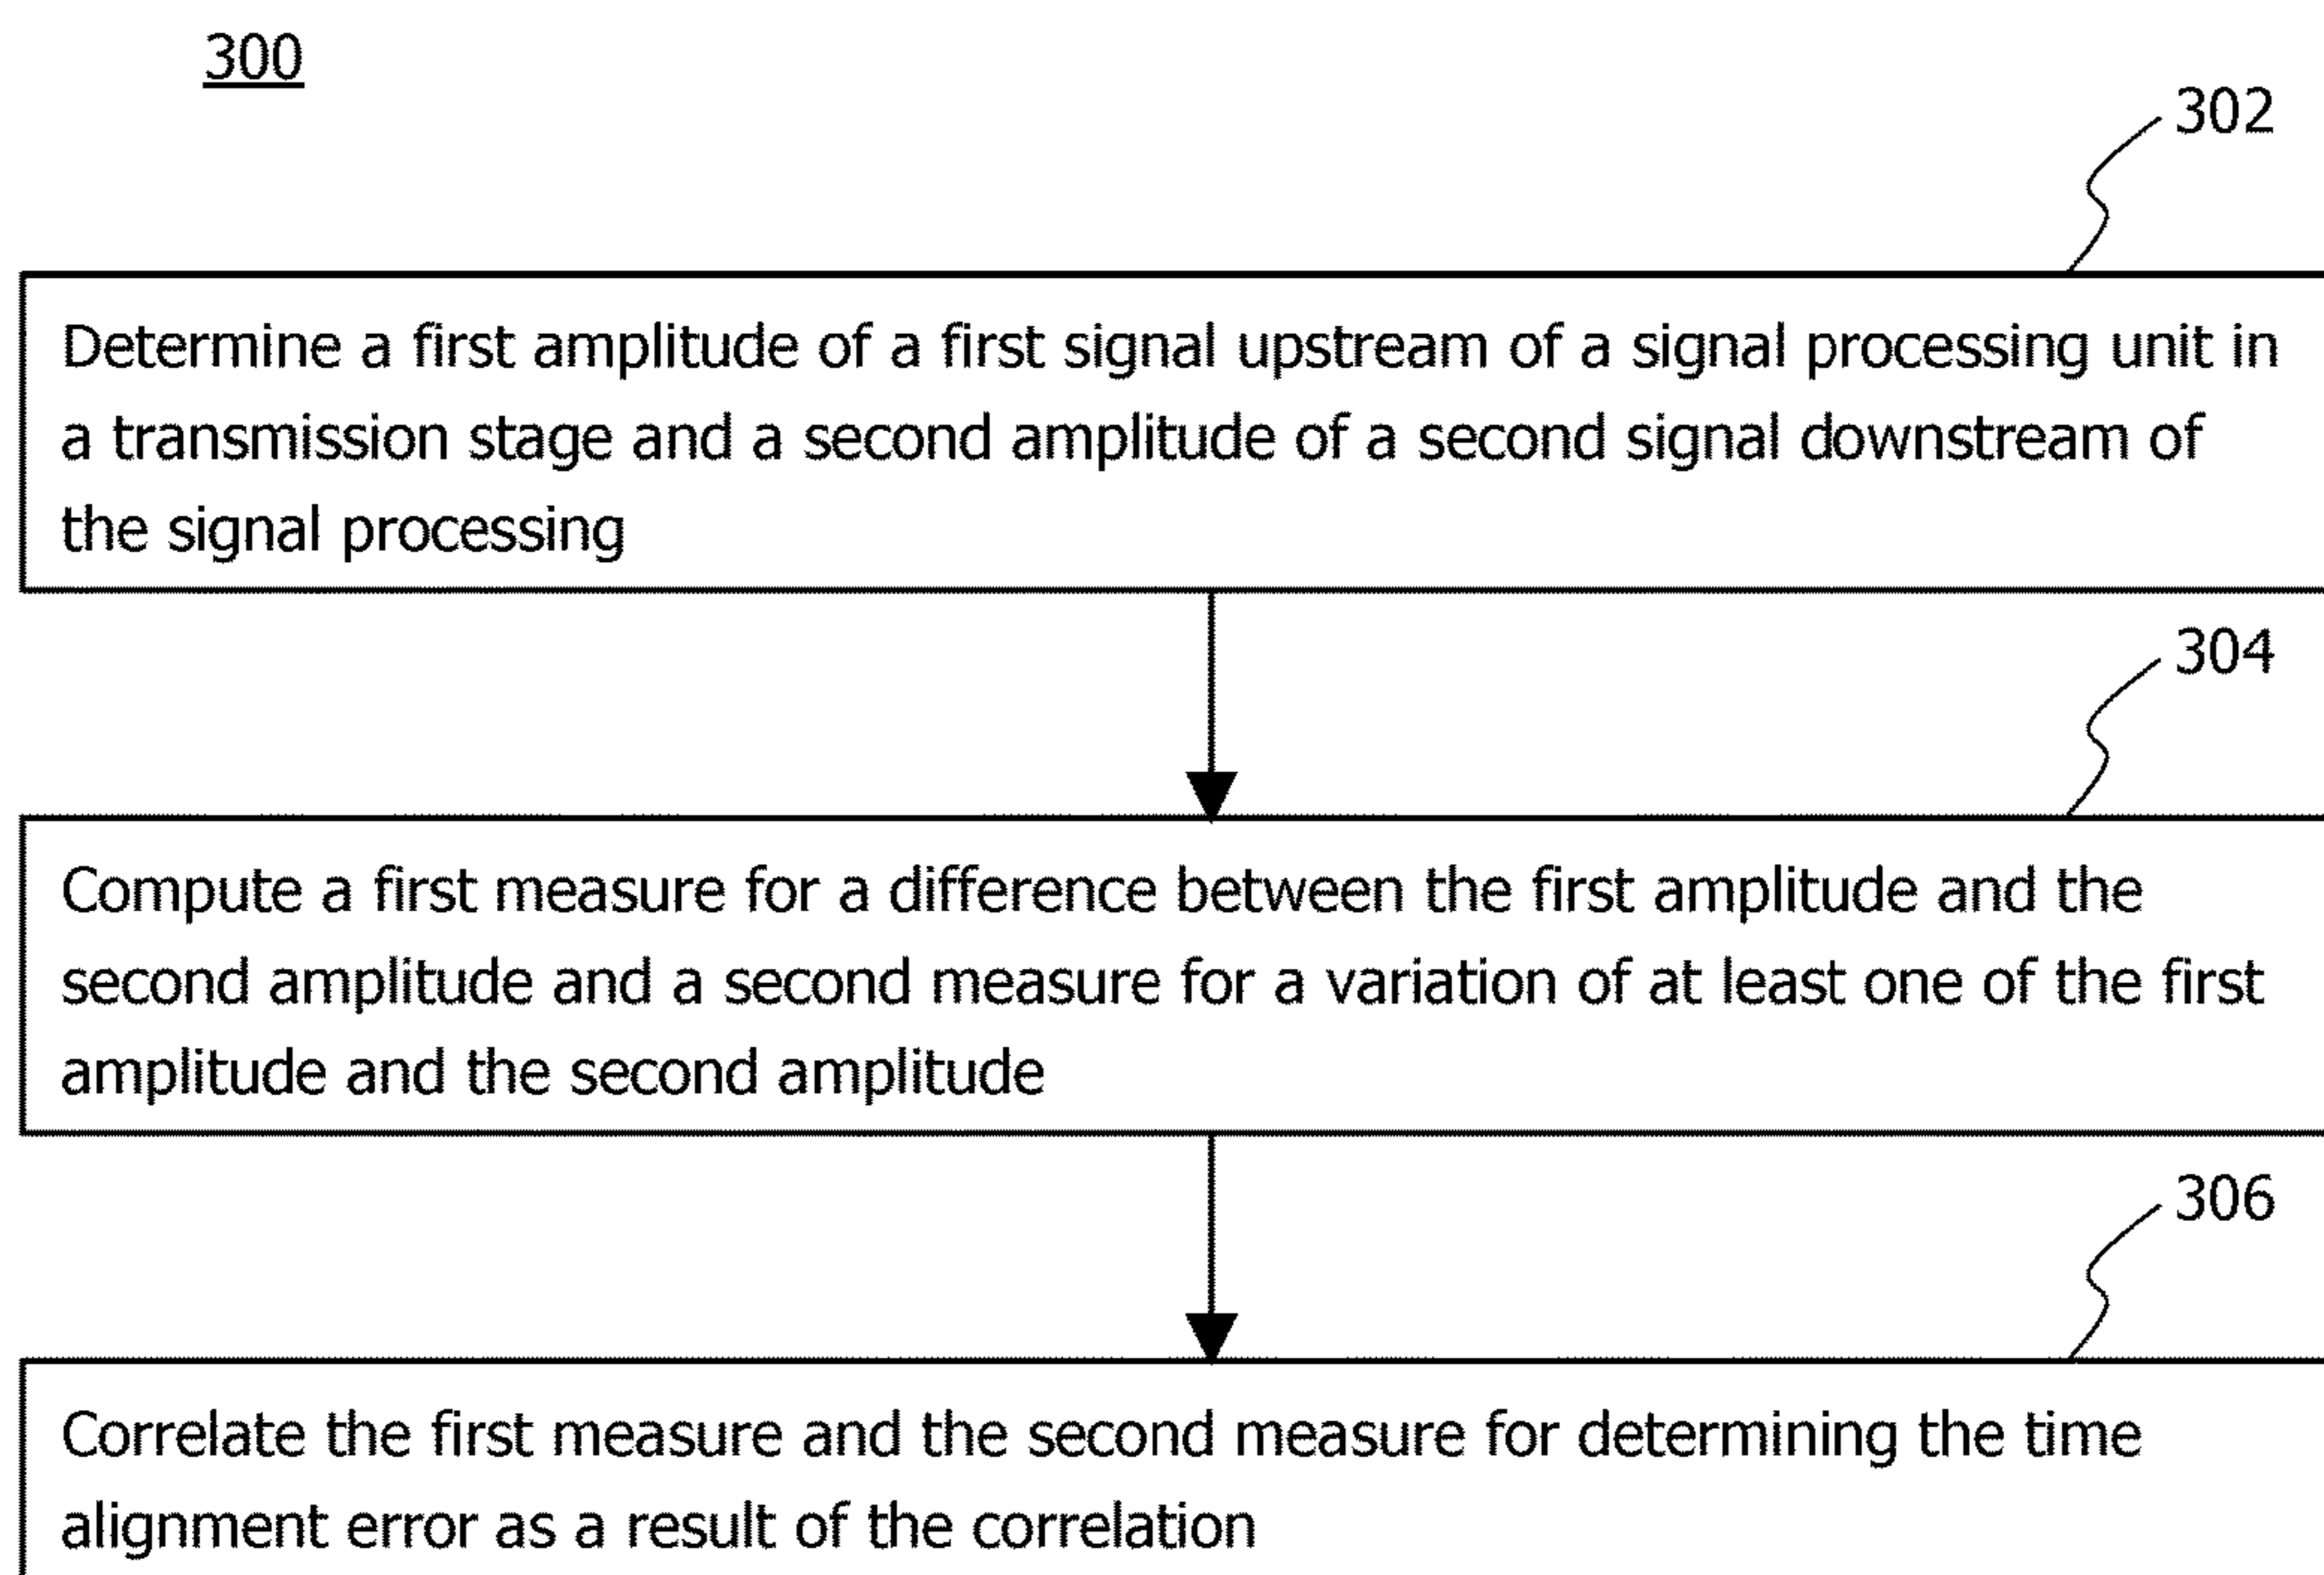 300
302
Determine a first amplitude of a first signal upstream of a signal processing unit in
a transmission stage and a second amplitude of a second signal downstream of
the signal processing
304
Compute a first measure for a difference between the first amplitude and the
second amplitude and a second measure for a variation of at least one of the first
amplitude and the second amplitude
306
Correlate the first measure and the second measure for determining the time
alignment error as a result of the correlation